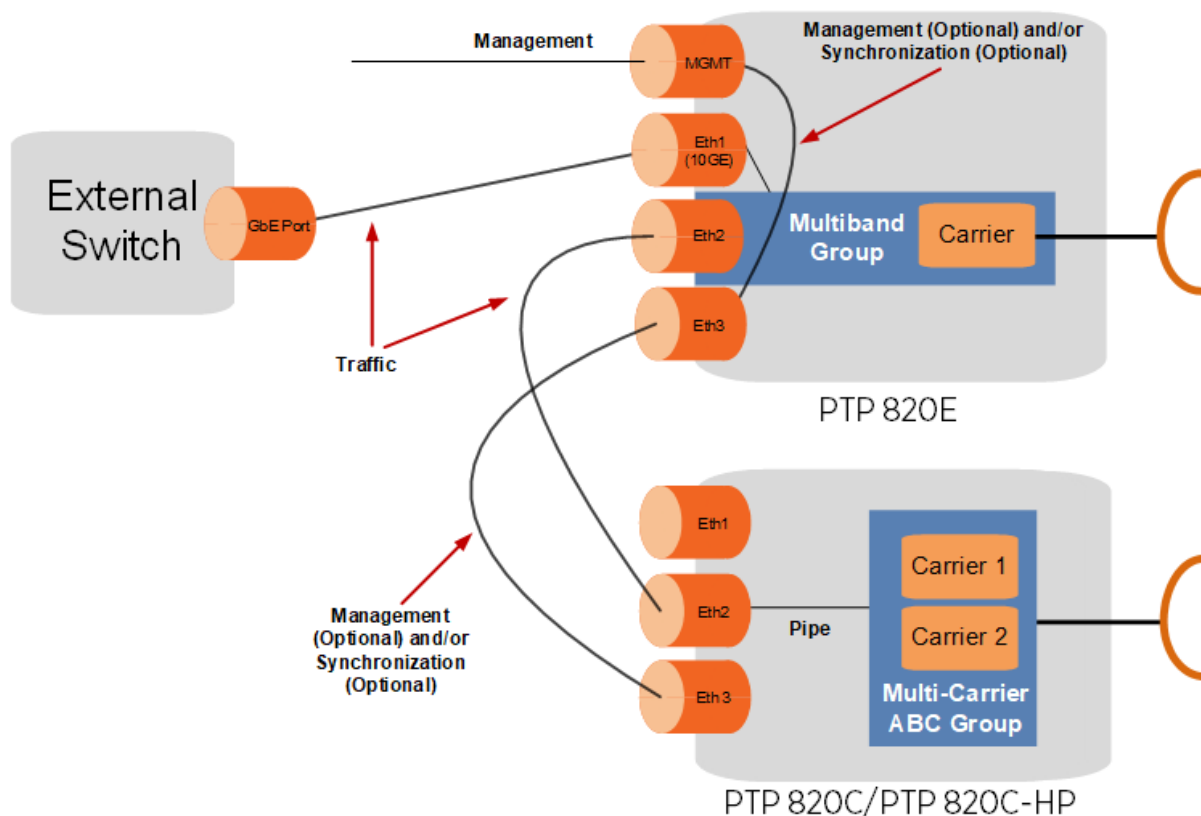 Management
MGMT
Management (Optional) and/or
Synchronization (Optional)
External
Switch
GbE Port
Eth1
(10GE)
Eth2
Multiband
Group
Carrier
Eth3
Traffic
PTP 820E
Eth1
Eth2
Eth 3
Pipe
Carrier 1
Carrier 2
Multi-Carrier
ABC Group
Management
(Optional) and/or
Synchronization
(Optional)
PTP 820C/PTP 820C-HP